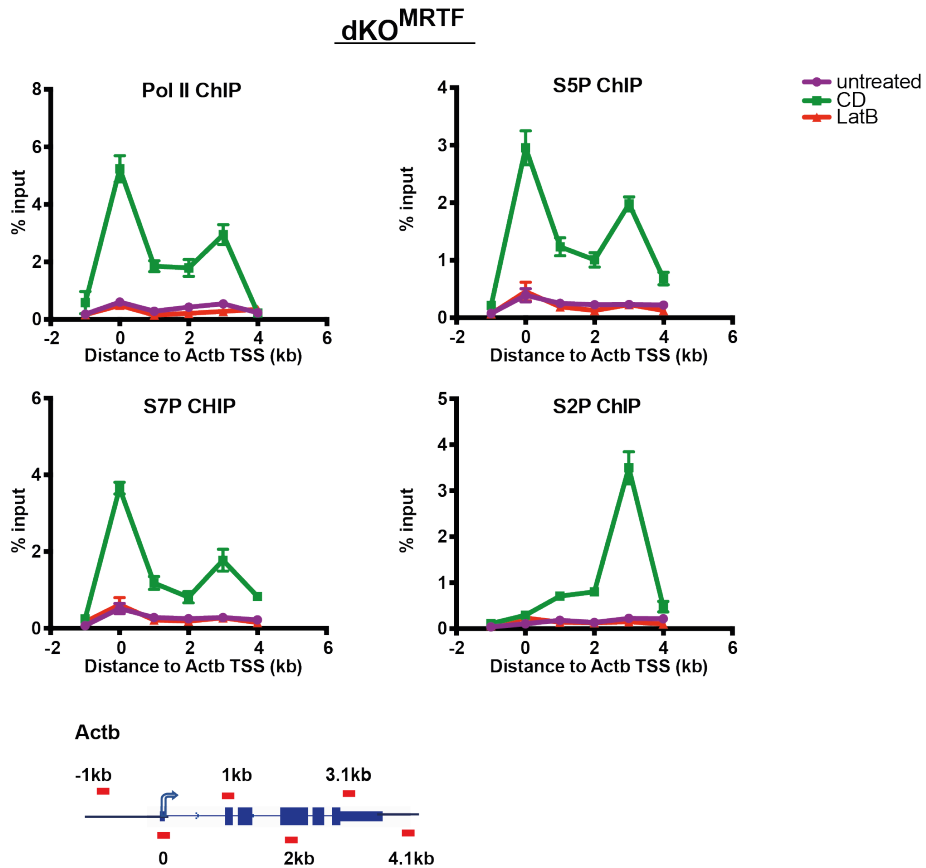 dKO^MRTF
Pol II ChIP
8
6
4
2
0
% input
-2 0 2 4 6
Distance to Actb TSS (kb)
S5P ChIP
4
3
2
1
0
% input
-2 0 2 4 6
Distance to Actb TSS (kb)
untreated
CD
LatB
S7P CHIP
6
4
2
0
% input
-2 0 2 4 6
Distance to Actb TSS (kb)
S2P ChIP
5
4
3
2
1
0
% input
-2 0 2 4 6
Distance to Actb TSS (kb)
Actb
-1kb 1kb 3.1kb
0 2kb 4.1kb